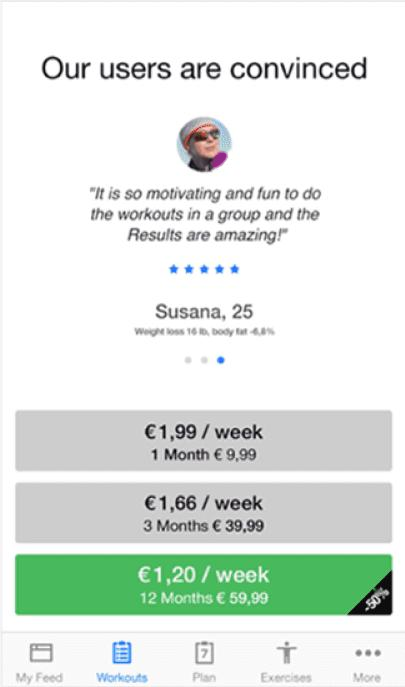 Our users are convinced
"It is so motivating and fun to do
the workouts in a group and the
Results are amazing!"
Susana, 25
Weight loss 16 lb, body fat -6,8%
€1,99 / week
1 Month € 9,99
€1,66 / week
3 Months € 39,99
€1,20 / week
12 Months € 59,99
-50%
My Feed
Workouts
7
Plan
Exercises
More